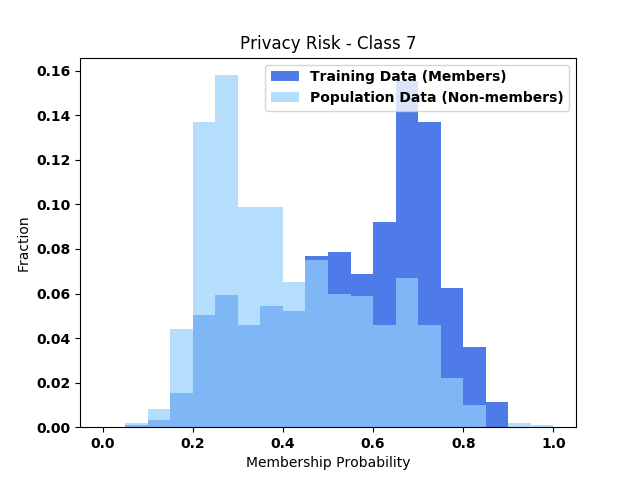 Privacy Risk - Class 7
Training Data (Members)
Population Data (Non-members)
Fraction
0.16
0.14
0.12
0.10
0.08
0.06
0.04
0.02
0.00
0.0 0.2 0.4 0.6 0.8 1.0
Membership Probability